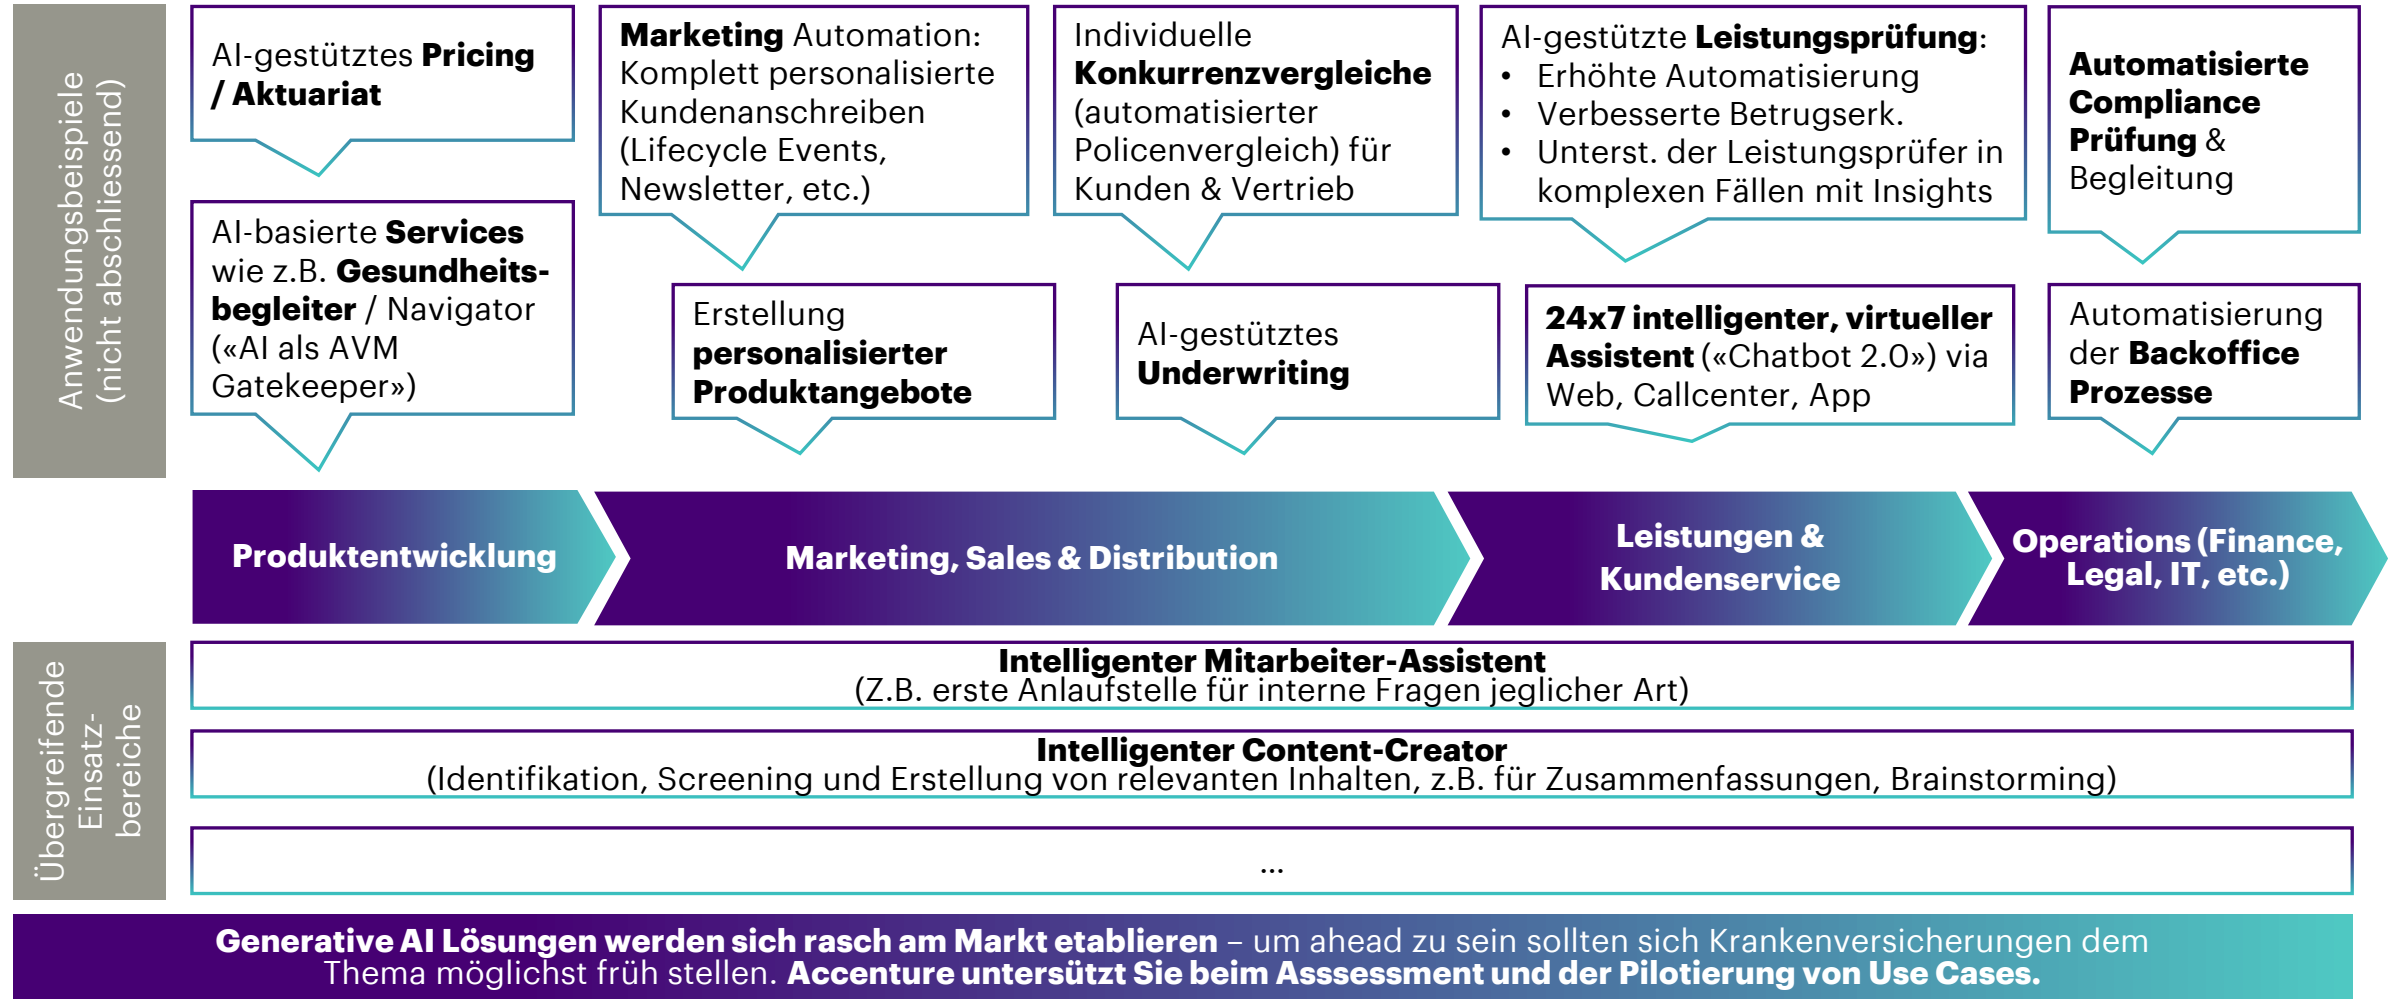 Anwendungsbeispiele
(nicht abschliessend)
AI-gestütztes Pricing
/ Aktuariat
AI-basierte Services
wie z.B. Gesundheits-
begleiter / Navigator
(«AI als AVM
Gatekeeper»)
Marketing Automation:
Komplett personalisierte
Kundenanschreiben
(Lifecycle Events,
Newsletter, etc.)
Erstellung
personalisierter
Produktangebote
Individuelle
Konkurrenzvergleiche
(automatisierter
Policenvergleich) für
Kunden & Vertrieb
AI-gestütztes
Underwriting
AI-gestützte Leistungsprüfung:
• Erhöhte Automatisierung
• Verbesserte Betrugserk.
• Unterst. der Leistungsprüfer in
komplexen Fällen mit Insights
24x7 intelligenter, virtueller
Assistent («Chatbot 2.0») via
Web, Callcenter, App
Automatisierte
Compliance
Prüfung &
Begleitung
Automatisierung
der Backoffice
Prozesse
Produktentwicklung
Marketing, Sales & Distribution
Leistungen &
Kundenservice
Operations (Finance,
Legal, IT, etc.)
Übergreifende
Einsatz-
bereiche
Intelligenter Mitarbeiter-Assistent
(Z.B. erste Anlaufstelle für interne Fragen jeglicher Art)
Intelligenter Content-Creator
(Identifikation, Screening und Erstellung von relevanten Inhalten, z.B. für Zusammenfassungen, Brainstorming)
...
Generative AI Lösungen werden sich rasch am Markt etablieren – um ahead zu sein sollten sich Krankenversicherungen dem
Thema möglichst früh stellen. Accenture untersützt Sie beim Asssessment und der Pilotierung von Use Cases.